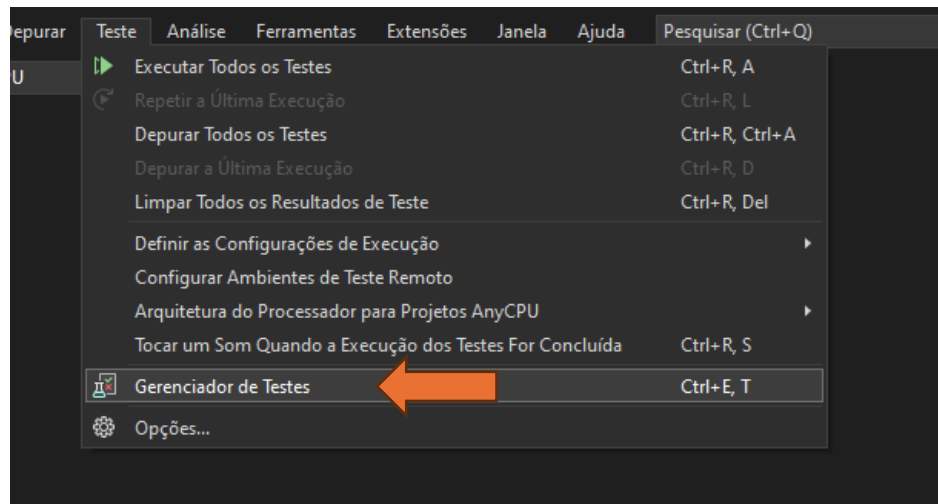 Depurar Teste Análise Ferramentas Extensões Janela Ajuda Pesquisar (Ctrl+Q)
PU
Executar Todos os Testes Ctrl+R, A
Repetir a Última Execução Ctrl+R, L
Depurar Todos os Testes Ctrl+R, Ctrl+A
Depurar a Última Execução Ctrl+R, D
Limpar Todos os Resultados de Teste Ctrl+R, Del
Definir as Configurações de Execução
Configurar Ambientes de Teste Remoto
Arquitetura do Processador para Projetos AnyCPU
Tocar um Som Quando a Execução dos Testes For Concluída Ctrl+R, S
Gerenciador de Testes Ctrl+E, T
Opções...